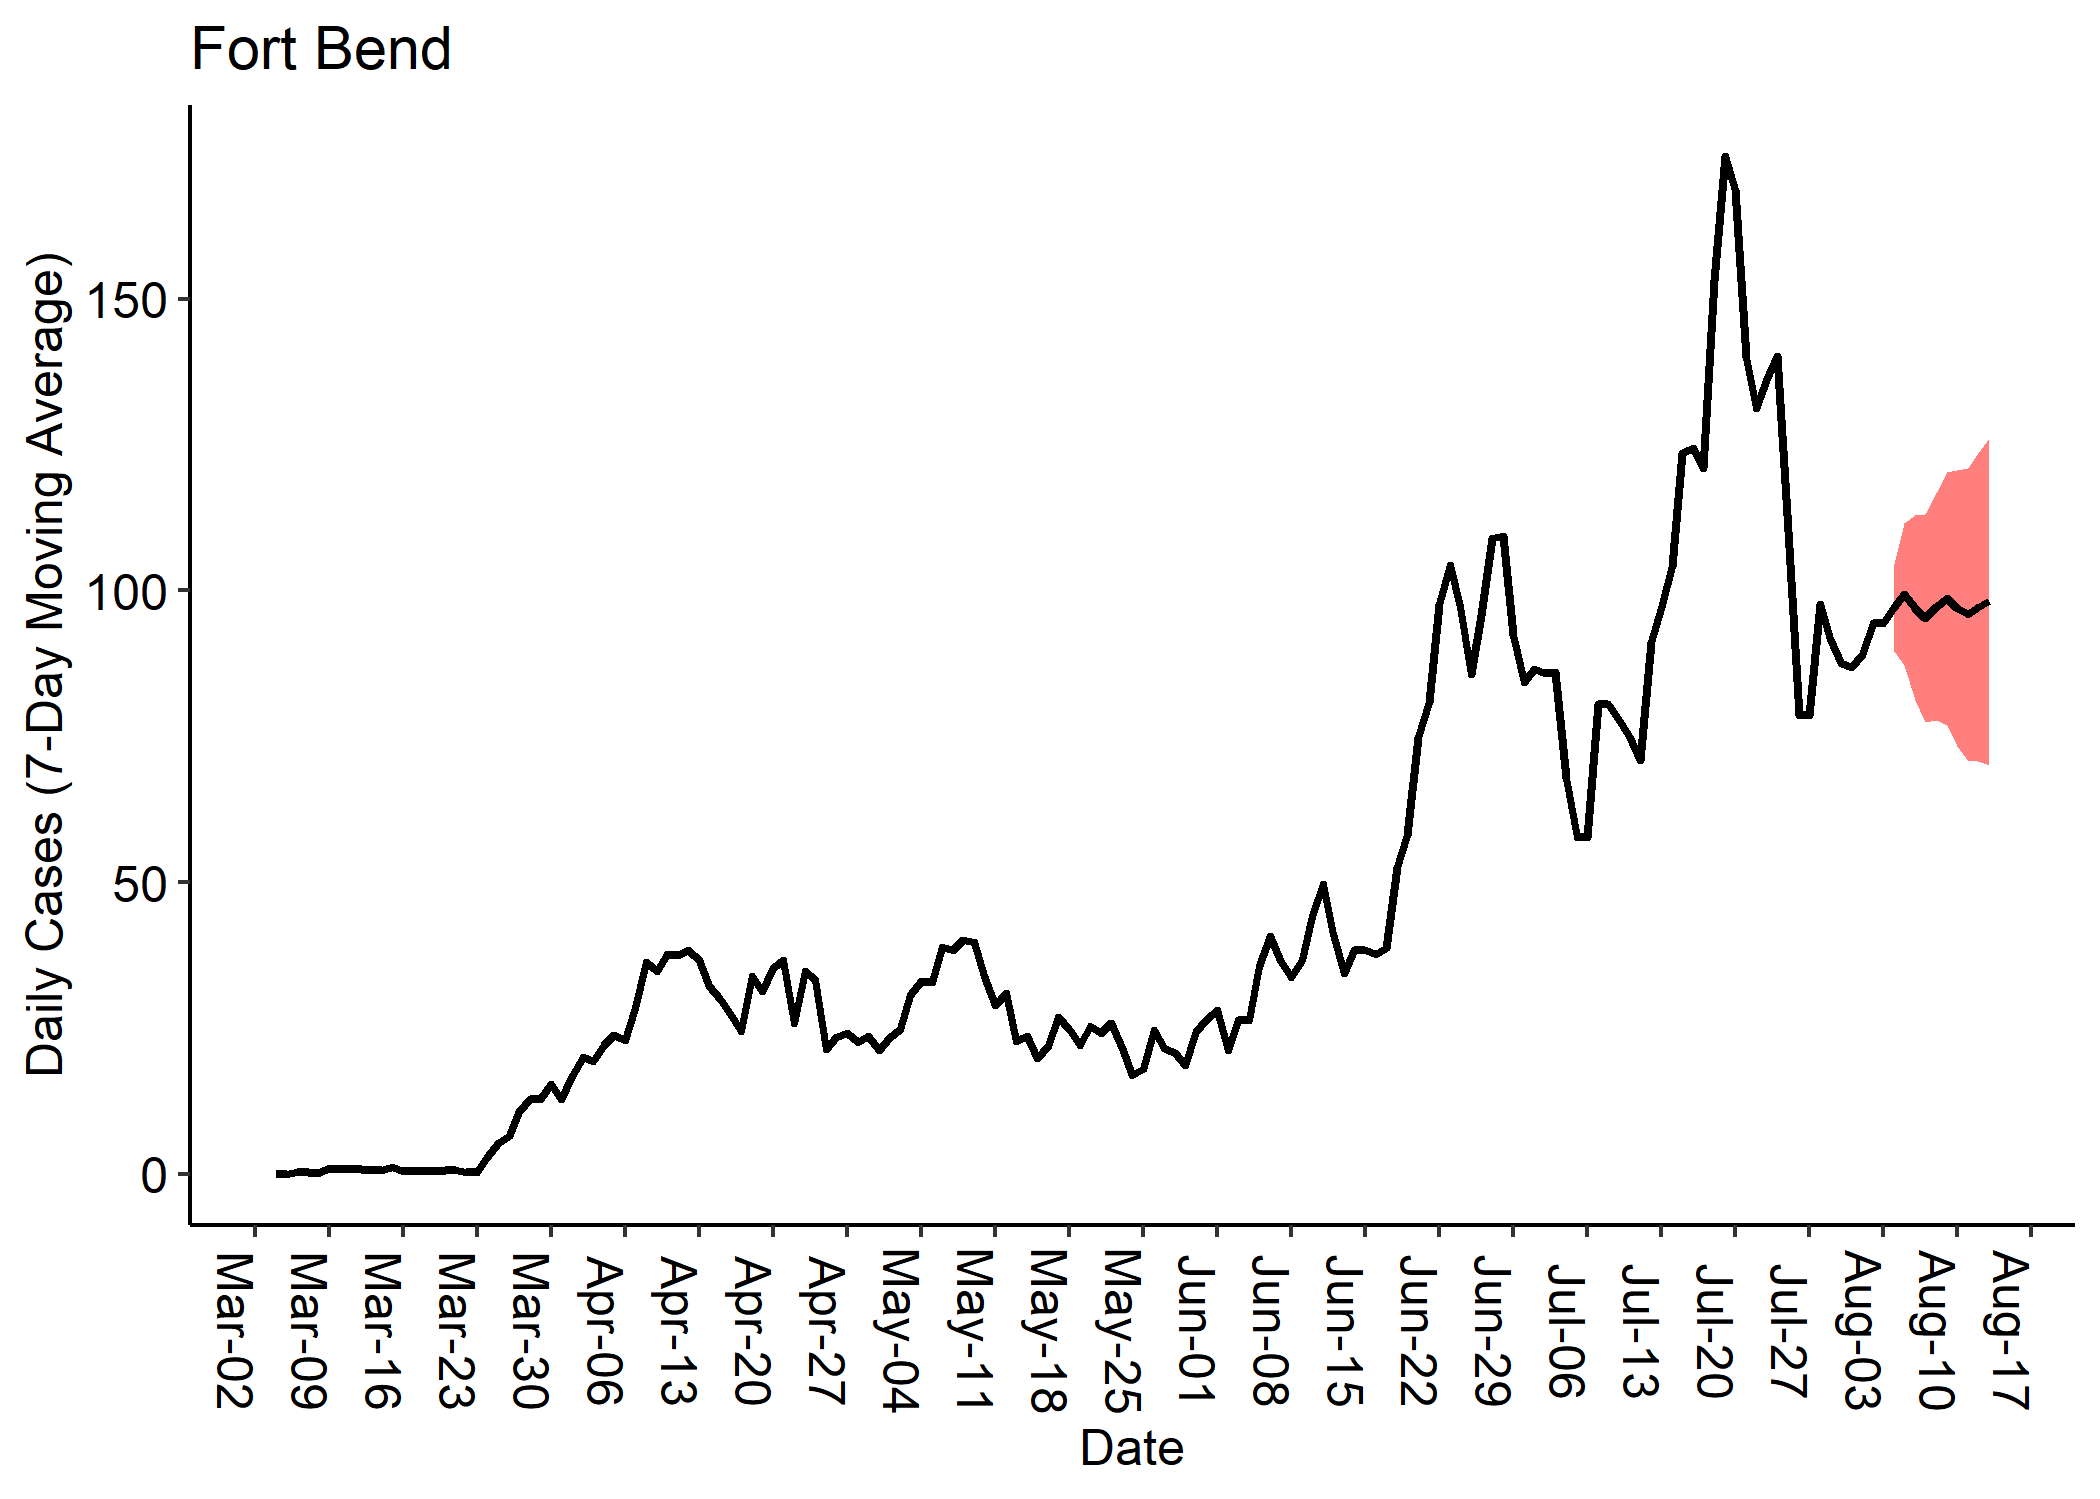 Fort Bend
Daily Cases (7-Day Moving Average)
150
100
50
0
Mar-02
Mar-09
Mar-16
Mar-23
Mar-30
Apr-06
Apr-13
Apr-20
Apr-27
May-04
May-11
May-18
May-25
Jun-01
Jun-08
Jun-15
Jun-22
Jun-29
Jul-06
Jul-13
Jul-20
Jul-27
Aug-03
Aug-10
Aug-17
Date